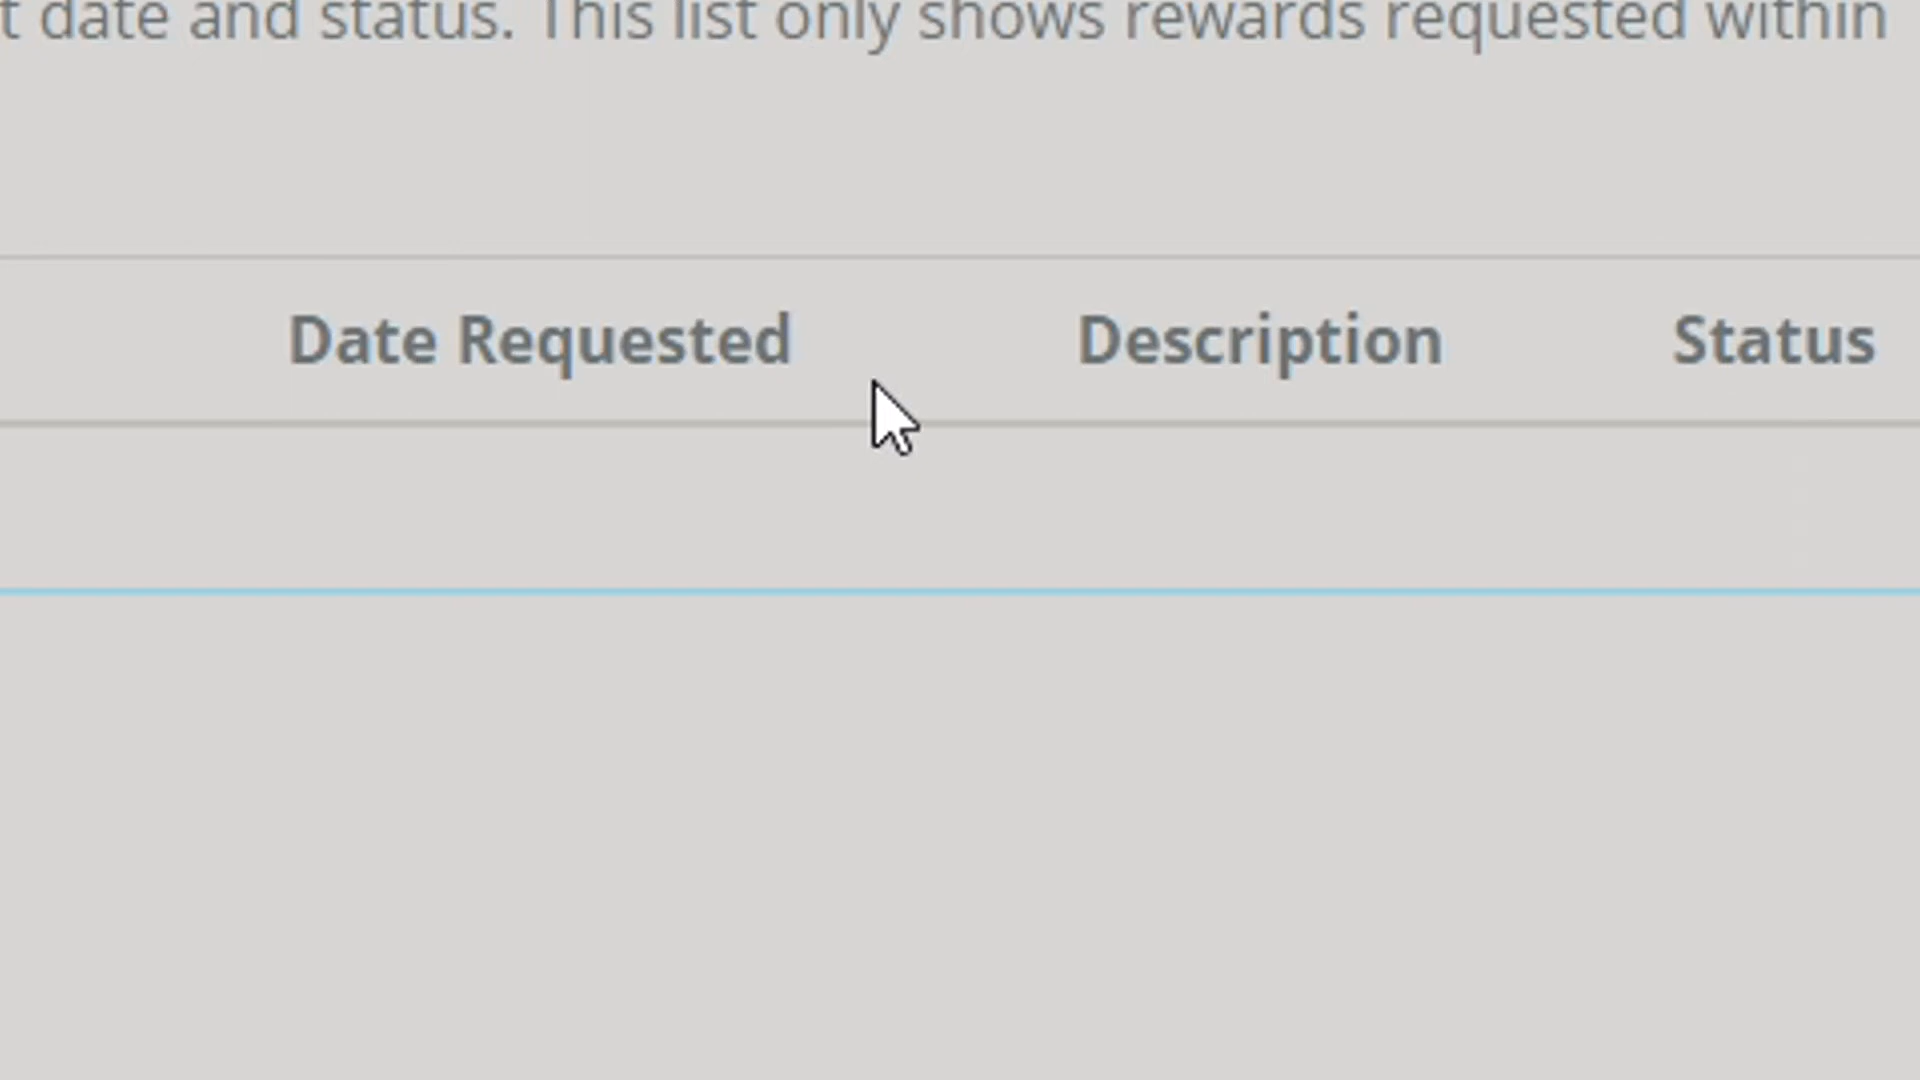 t date and status. This list only shows rewards requested within
Date Requested Description Status